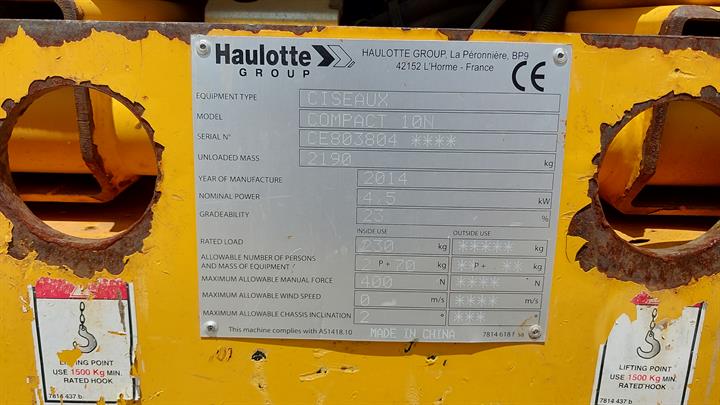 Haulotte GROUP
HAULOTTE GROUP, La Péronnière, BP9
42152 L'Horme - France
CE
EQUIPMENT TYPE CISEAUX
MODEL COMPACT 10N
SERIAL N° CE803804 ****
UNLOADED MASS 2190 kg
YEAR OF MANUFACTURE 2014
NOMINAL POWER 4.5 kW
GRADEABILITY 23 %
INSIDE USE OUTSIDE USE
RATED LOAD 230 kg ***** kg
ALLOWABLE NUMBER OF PERSONS
AND MASS OF EQUIPMENT 2 P + 70 kg * P + ** kg
MAXIMUM ALLOWABLE MANUAL FORCE 400 N **** N
MAXIMUM ALLOWABLE WIND SPEED 0 m/s **** m/s
MAXIMUM ALLOWABLE CHASSIS INCLINATION 2 ° *** °
This machine complies with AS1418.10 MADE IN CHINA 7814 618 f sa
LIFTING POINT
USE 1500 Kg MIN.
RATED HOOK
7814 437 b
LIFTING POINT
USE 1500 Kg MIN.
RATED HOOK
7814 437 b